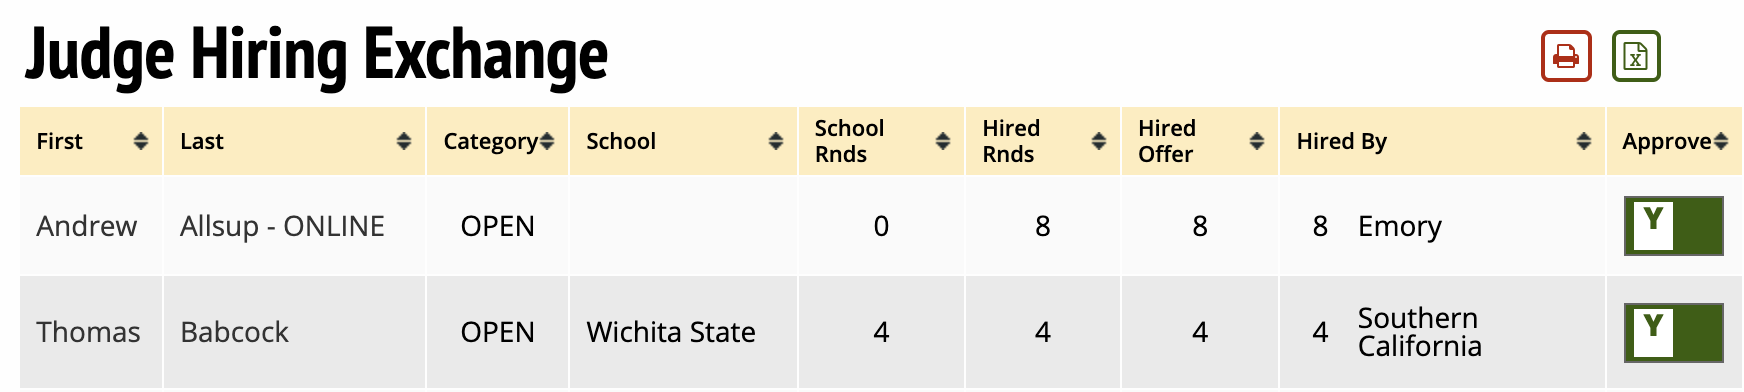 Judge Hiring Exchange
First Last Category School School Rnds Hired Rnds Hired Offer Hired By Approve
Andrew Allsup - ONLINE OPEN 0 8 8 8 Emory Y
Thomas Babcock OPEN Wichita State 4 4 4 4 Southern California Y